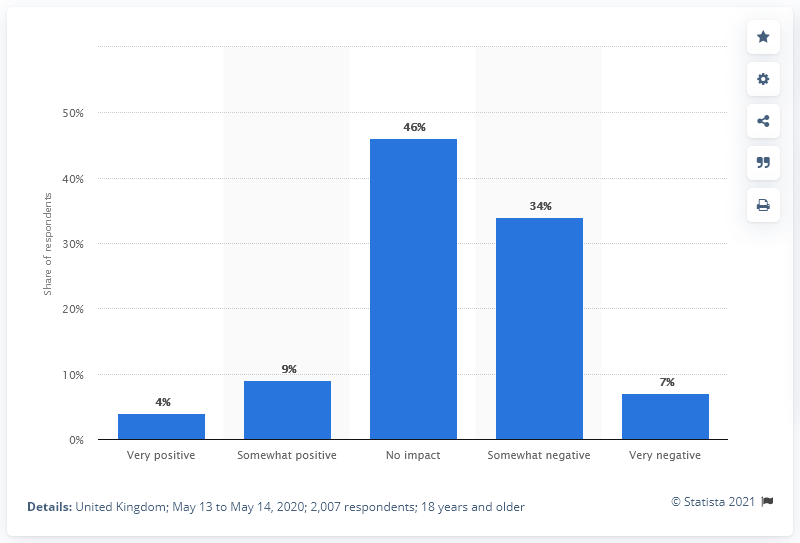 50%
40%
30%
20%
10%
0%
Share of respondents
4%
9%
46%
34%
7%
Very positive
Somewhat positive
No impact
Somewhat negative
Very negative
Details: United Kingdom; May 13 to May 14, 2020; 2,007 respondents; 18 years and older
© Statista 2021